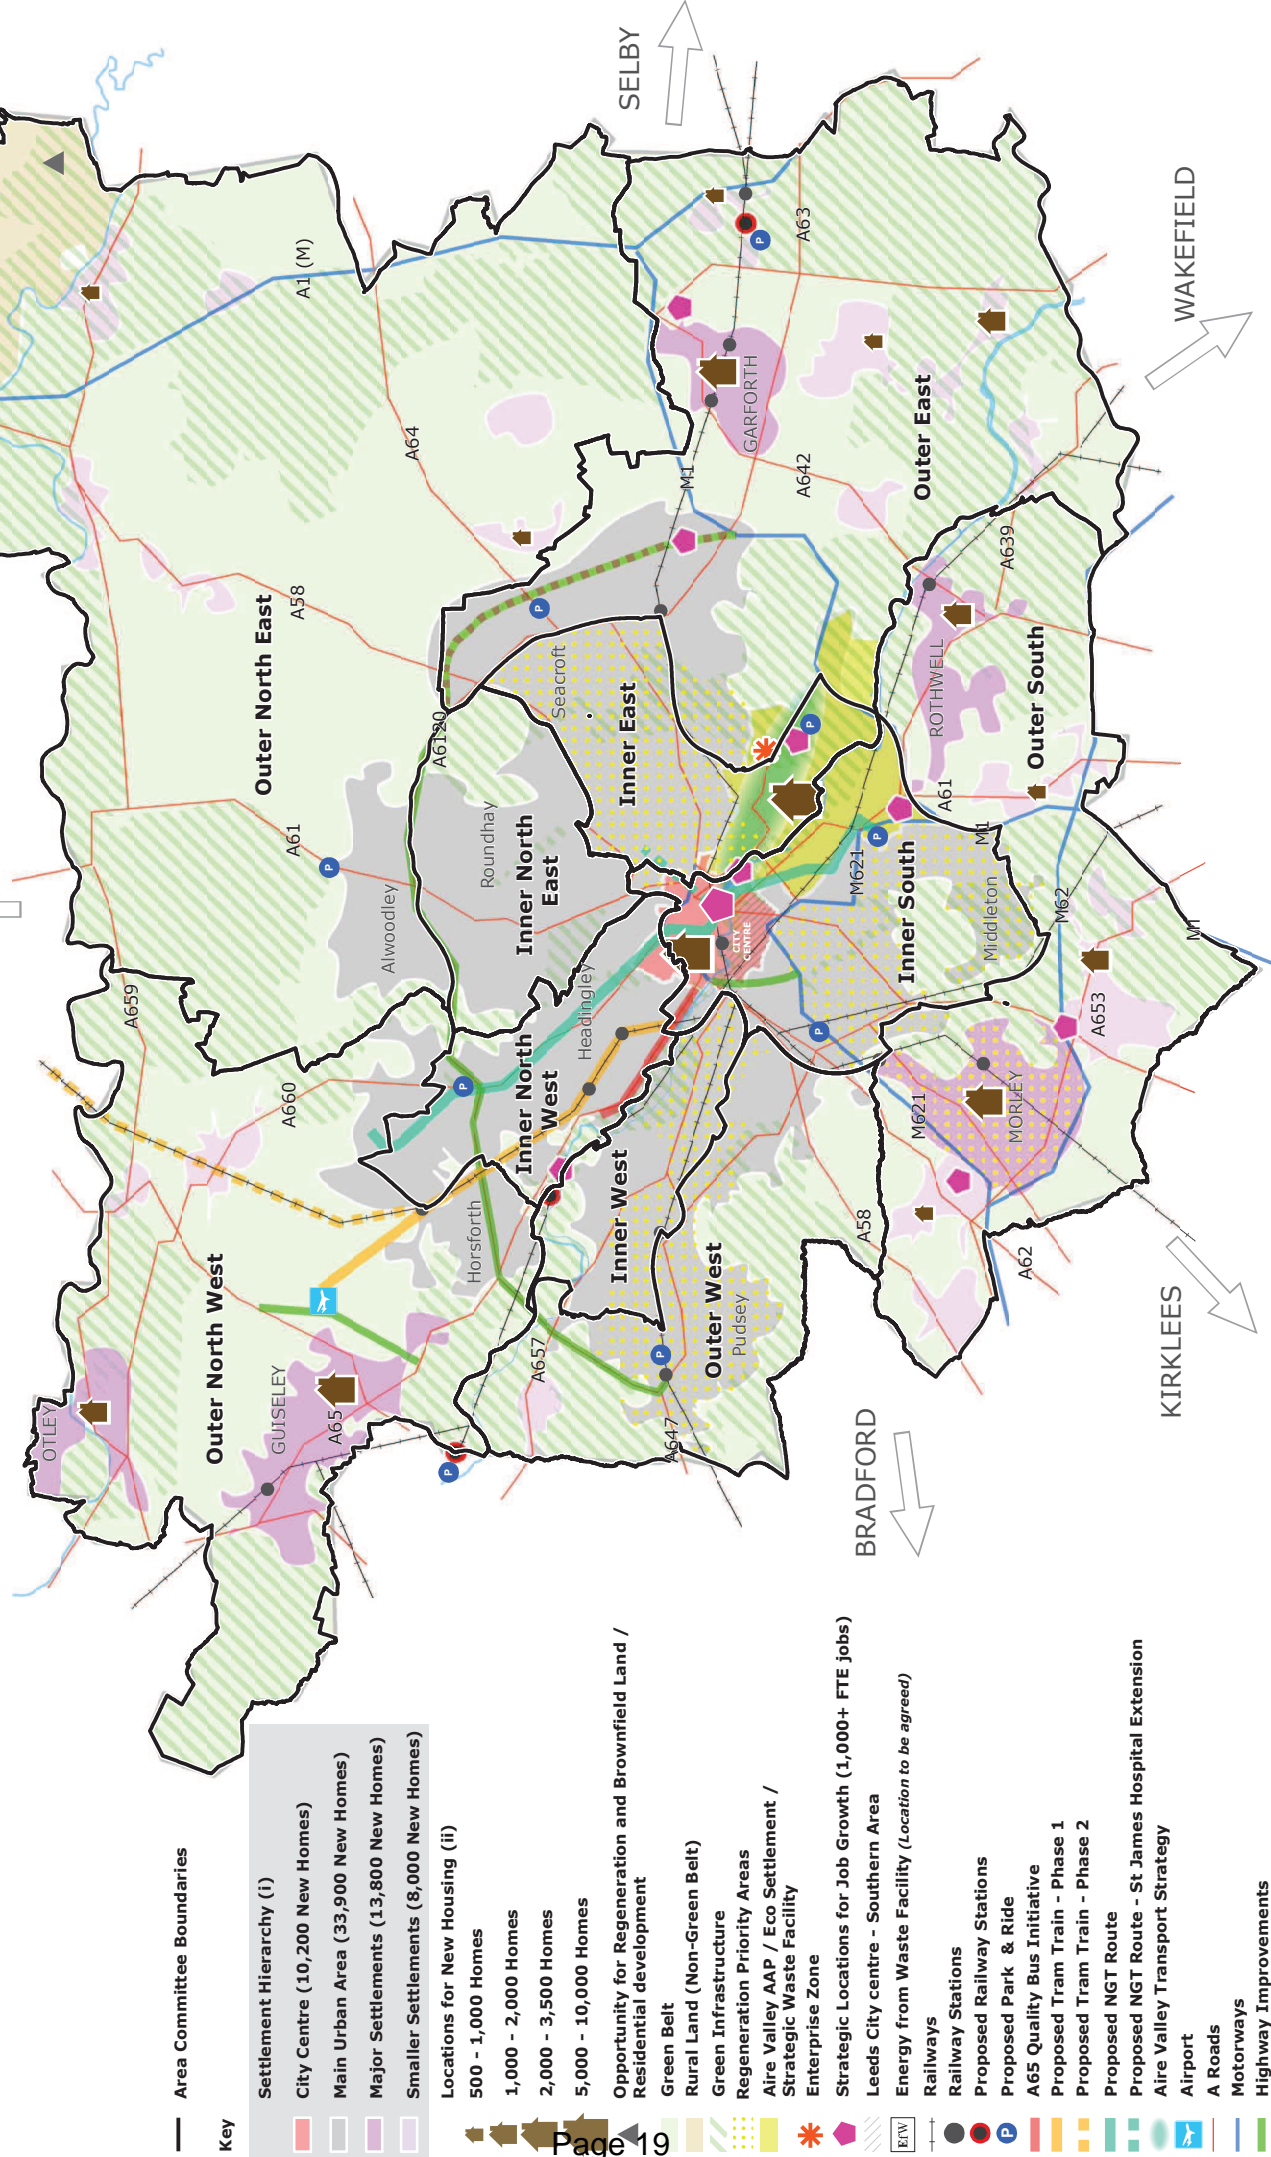 SELBY
WAKEFIELD
KIRKLEES
BRADFORD
A1 (M)
A64
A58
Outer North East
A61
A6120
A659
A660
Alwoodley
Roundhay
Inner North
East
Seacroft
Inner East
Headingley
Inner North
West
Horsforth
Outer North West
OTLEY
GUISELEY
A65
A657
Inner West
Outer West
Pudsey
A647
CITY
CENTRE
M1
GARFORTH
A63
A642
Outer East
A639
ROTHWELL
Outer South
A61
M1
M621
Inner South
Middleton
M62
M1
A653
MORLEY
M621
A58
A62
P
P
P
P
P
P
P
P
P
Key
Area Committee Boundaries
Settlement Hierarchy (i)
City Centre (10,200 New Homes)
Main Urban Area (33,900 New Homes)
Major Settlements (13,800 New Homes)
Smaller Settlements (8,000 New Homes)
Locations for New Housing (ii)
500 - 1,000 Homes
1,000 - 2,000 Homes
2,000 - 3,500 Homes
5,000 - 10,000 Homes
Opportunity for Regeneration and Brownfield Land /
Residential development
Green Belt
Rural Land (Non-Green Belt)
Green Infrastructure
Regeneration Priority Areas
Aire Valley AAP / Eco Settlement /
Strategic Waste Facility
Enterprise Zone
Strategic Locations for Job Growth (1,000+ FTE jobs)
Leeds City centre - Southern Area
EfW Energy from Waste Facility (Location to be agreed)
Railways
Railway Stations
Proposed Railway Stations
P Proposed Park & Ride
A65 Quality Bus Initiative
Proposed Tram Train - Phase 1
Proposed Tram Train - Phase 2
Proposed NGT Route
Proposed NGT Route - St James Hospital Extension
Aire Valley Transport Strategy
Airport
A Roads
Motorways
Highway Improvements
Page 19